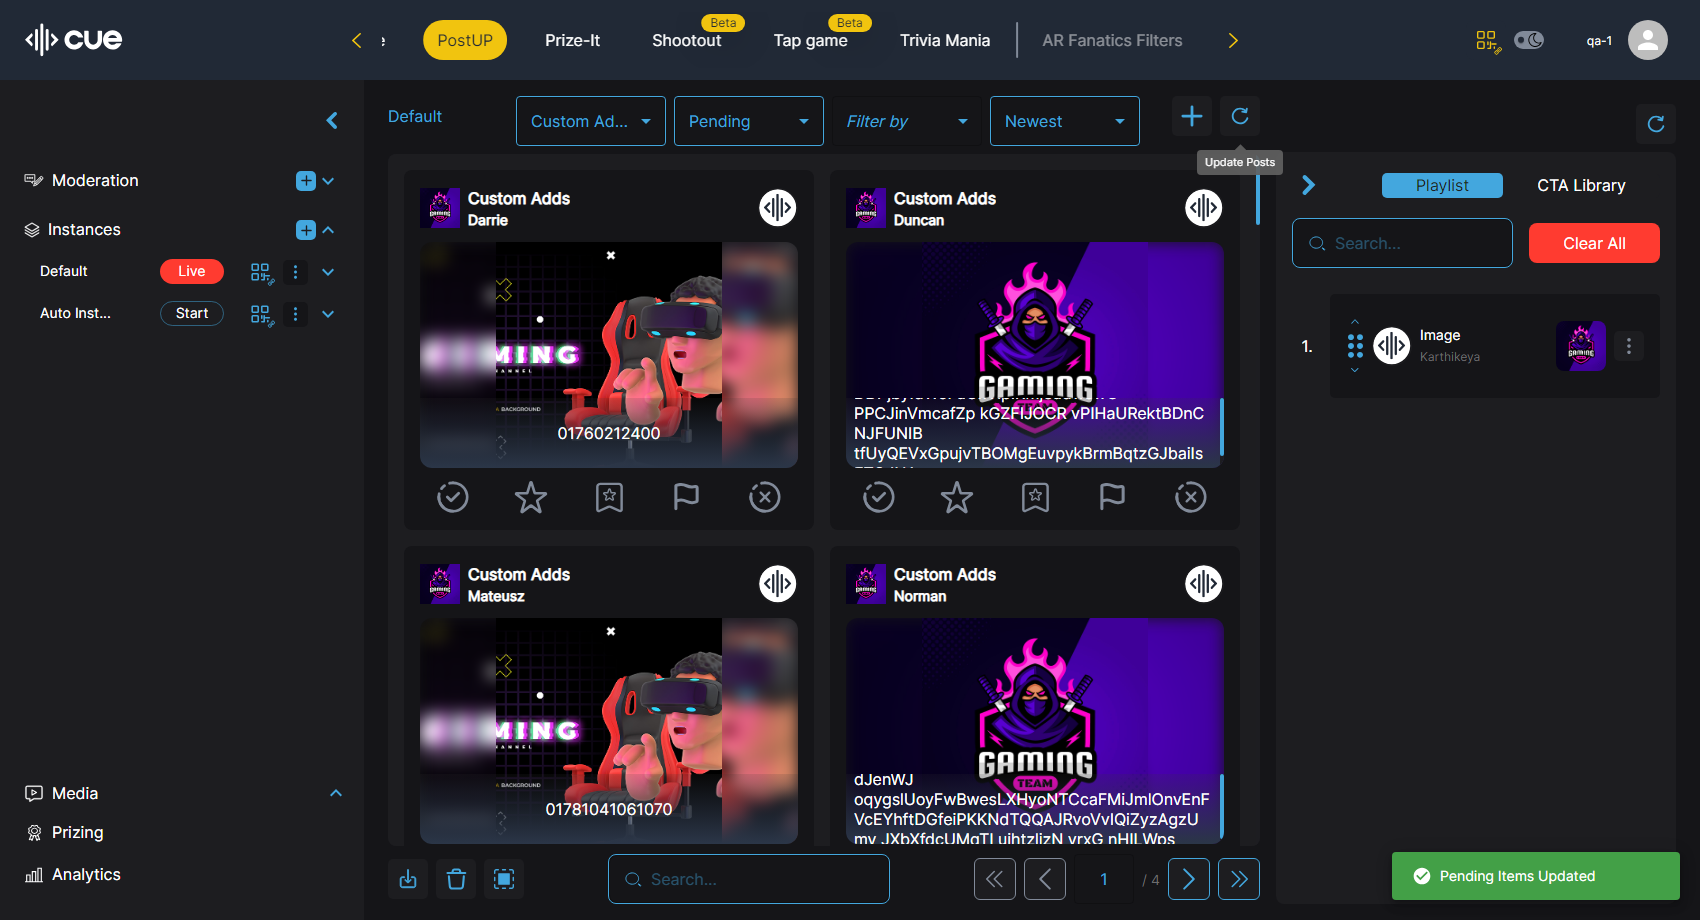 cue
PostUP
Prize-It
Shootout
Beta
Tap game
Beta
Trivia Mania
AR Fanatics Filters
qa-1
Moderation
Instances
Default
Live
Auto Inst...
Start
Media
Prizing
Analytics
Default
Custom Ad...
Pending
Filter by
Newest
Update Posts
Custom Adds
Darrie
MING
BACKGROUND
01760212400
Custom Adds
Duncan
GAMING
PPCJinVmcafZp kGZFlJOCR vPIHaURektBDnC
NJFUNIB
tfUyQEVxGpujvTBOMgEuvpykBrmBqtzGJbails
Custom Adds
Mateusz
MING
BACKGROUND
01781041061070
Custom Adds
Norman
GAMING
TEAM
dJenWJ
oqygslUoyFwBwesLXHyoNTCcaFMiJmlOnvEnF
VcEYhftDGfeiPKKNdTQQAJRvoVvIQiZyzAgzU
Search...
1
/ 4
Playlist
CTA Library
Search...
Clear All
1.
Image
Karthikeya
GAMING
Pending Items Updated